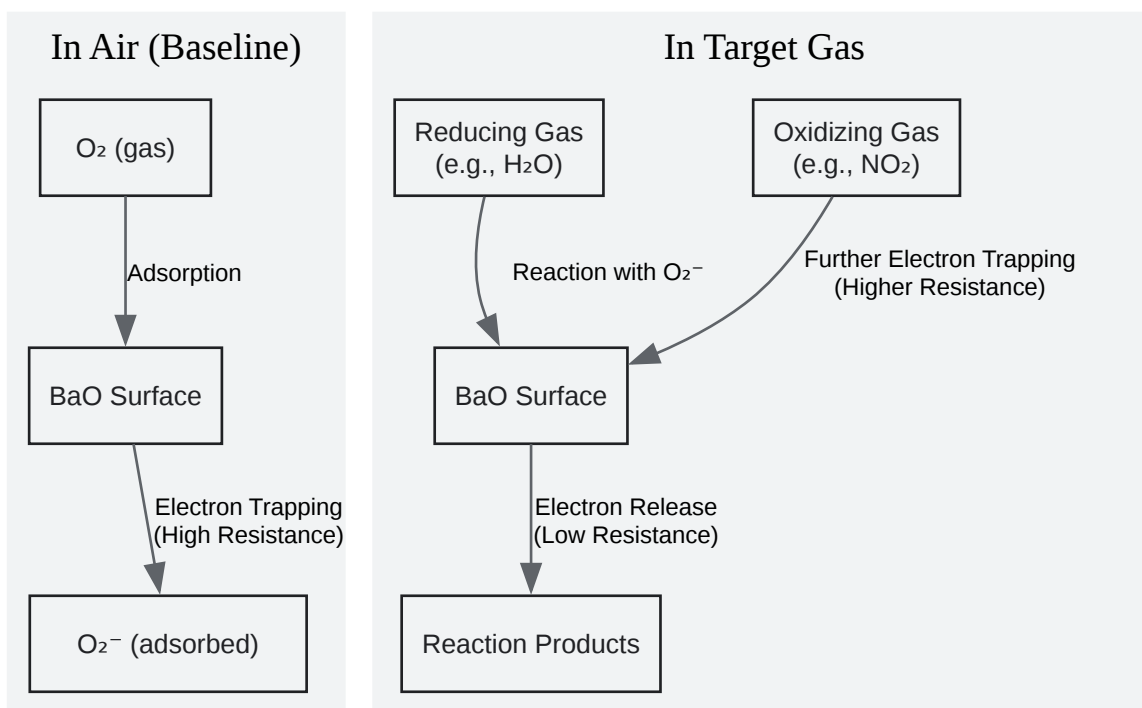 In Air (Baseline)
O₂ (gas)
Adsorption
BaO Surface
Electron Trapping
(High Resistance)
O₂⁻ (adsorbed)
In Target Gas
Reducing Gas
(e.g., H₂O)
Oxidizing Gas
(e.g., NO₂)
Reaction with O₂⁻
Further Electron Trapping
(Higher Resistance)
BaO Surface
Electron Release
(Low Resistance)
Reaction Products